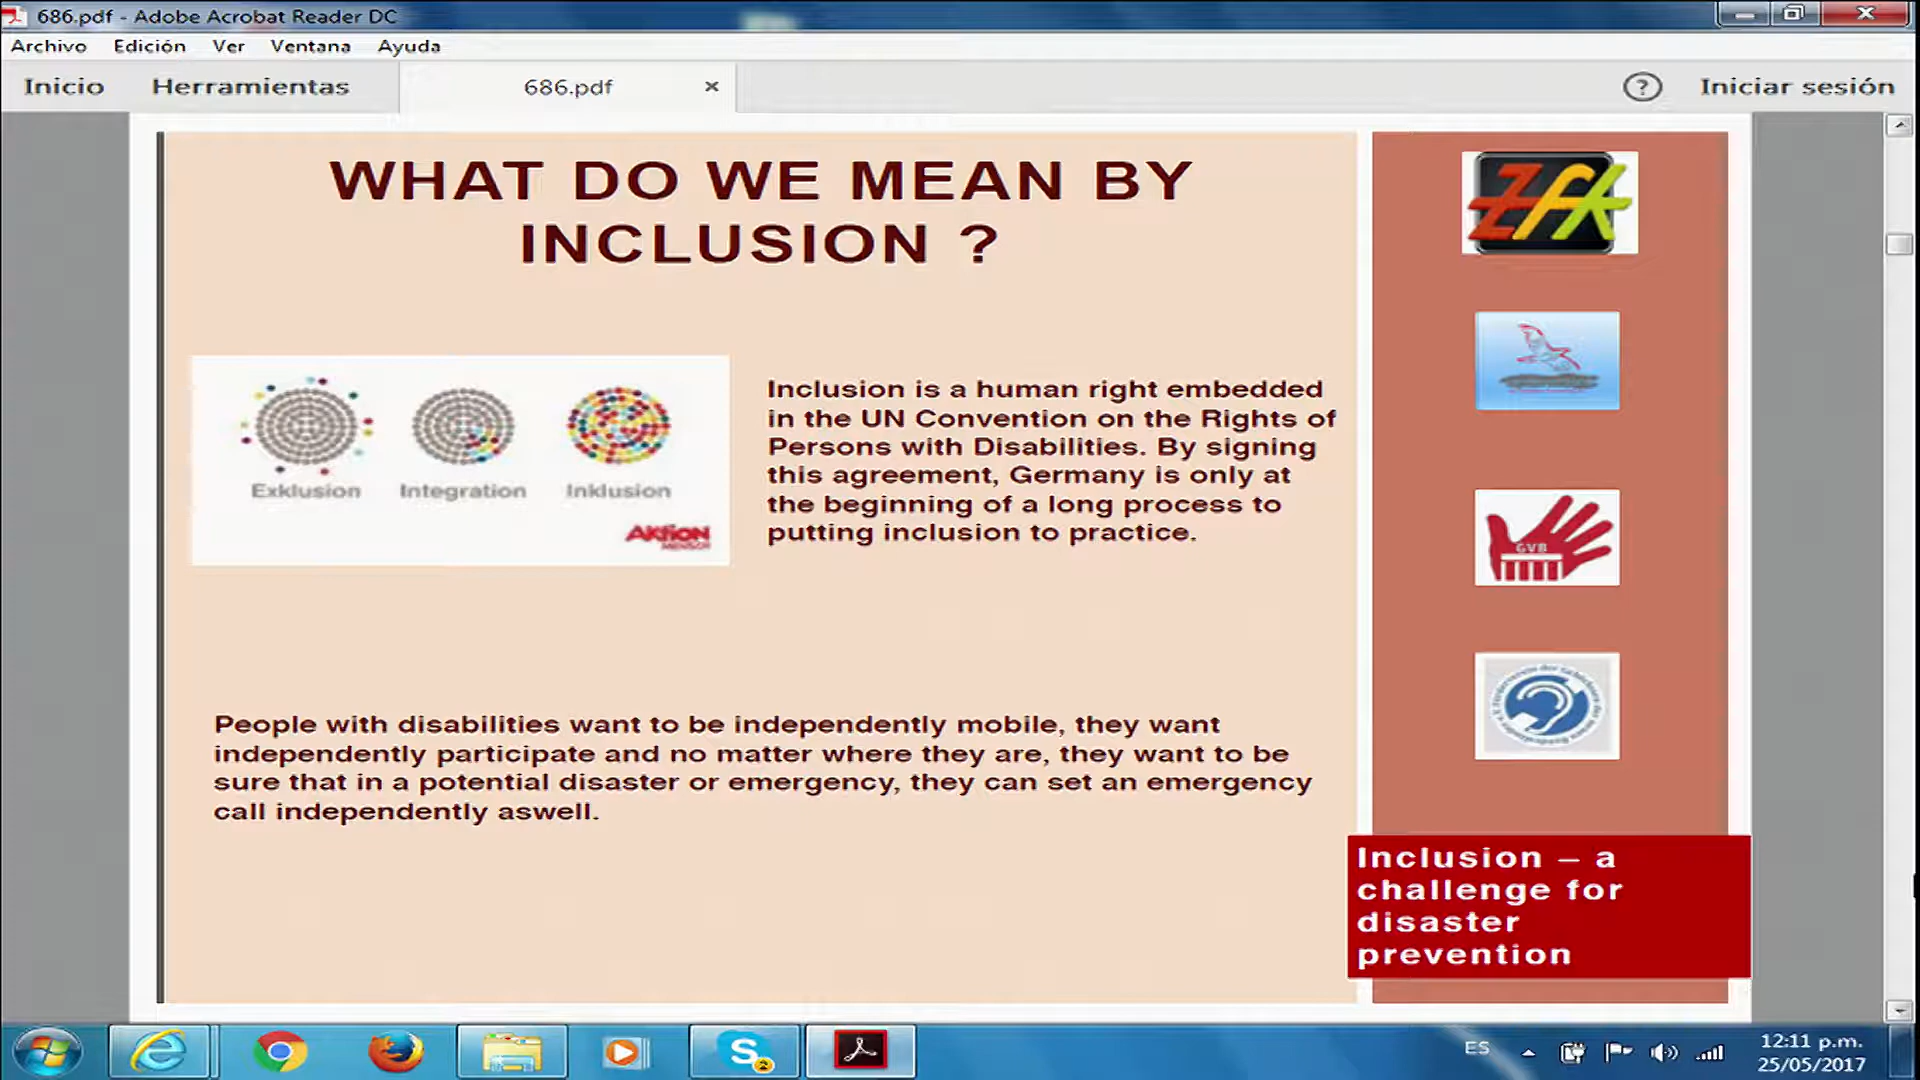 686.pdf - Adobe Acrobat Reader DC
Archivo Edición Ver Ventana Ayuda
Inicio Herramientas 686.pdf × ? Iniciar sesión
WHAT DO WE MEAN BY
INCLUSION ?
Exklusion Integration Inklusion
AKTION
MENSCH
Inclusion is a human right embedded
in the UN Convention on the Rights of
Persons with Disabilities. By signing
this agreement, Germany is only at
the beginning of a long process to
putting inclusion to practice.
People with disabilities want to be independently mobile, they want
independently participate and no matter where they are, they want to be
sure that in a potential disaster or emergency, they can set an emergency
call independently aswell.
zfk
GVB
Inclusion – a
challenge for
disaster
prevention
2
ES
12:11 p.m.
25/05/2017